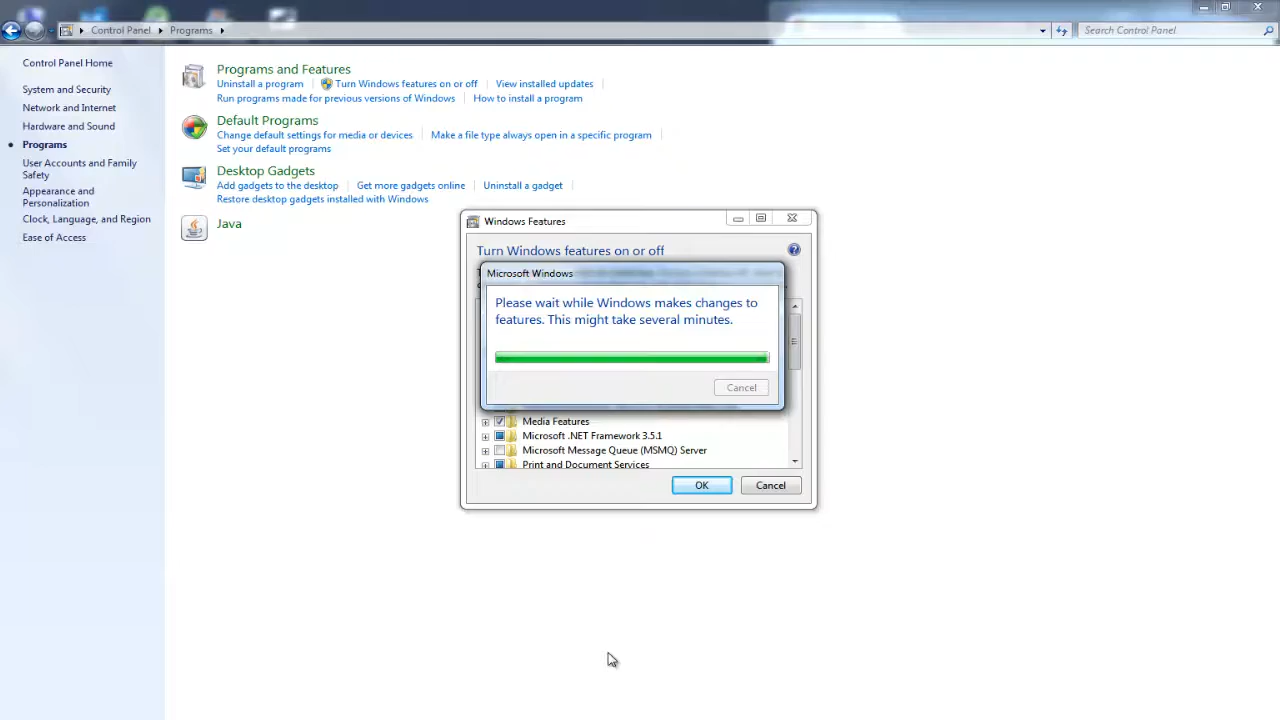 Control Panel Programs
Search Control Panel
Control Panel Home
System and Security
Network and Internet
Hardware and Sound
Programs
User Accounts and Family
Safety
Appearance and
Personalization
Clock, Language, and Region
Ease of Access
Programs and Features
Uninstall a program Turn Windows features on or off View installed updates
Run programs made for previous versions of Windows How to install a program
Default Programs
Change default settings for media or devices Make a file type always open in a specific program
Set your default programs
Desktop Gadgets
Add gadgets to the desktop Get more gadgets online Uninstall a gadget
Restore desktop gadgets installed with Windows
Java
Windows Features
Turn Windows features on or off
Microsoft Windows
Please wait while Windows makes changes to
features. This might take several minutes.
Cancel
Media Features
Microsoft .NET Framework 3.5.1
Microsoft Message Queue (MSMQ) Server
Print and Document Services
OK Cancel